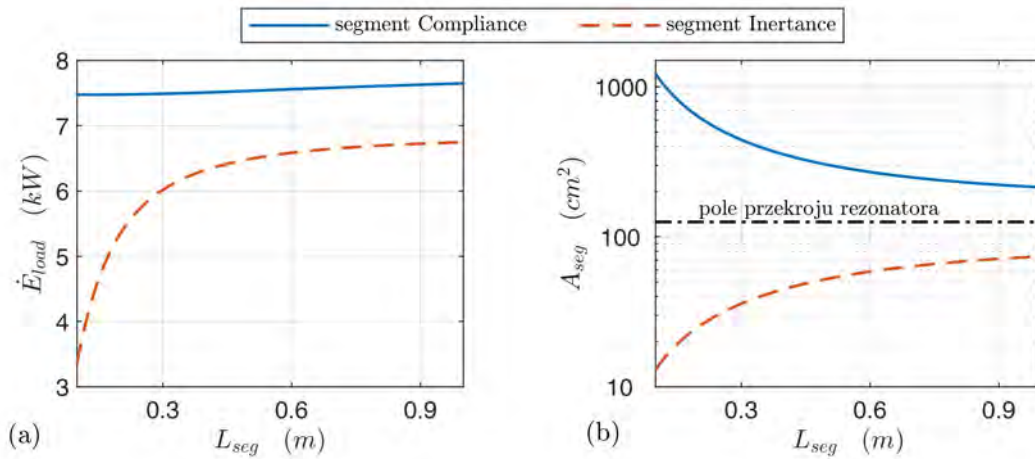 segment Compliance segment Inertance
8
7
6
5
4
3
Ė_load (kW)
0.3 0.6 0.9
(a) L_seg (m)
1000
100
10
A_seg (cm²)
pole przekroju rezonatora
0.3 0.6 0.9
(b) L_seg (m)